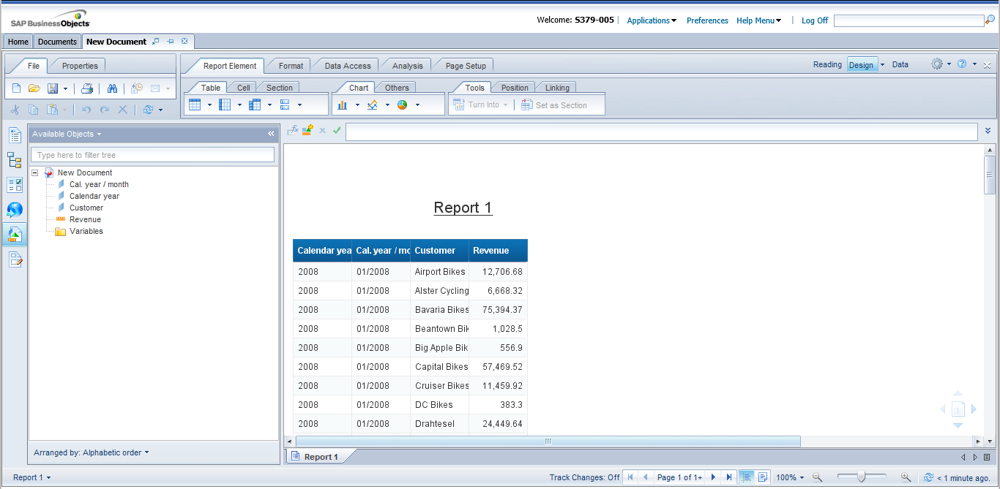 SAP BusinessObjects
Welcome: S379-005 Applications Preferences Help Menu Log Off
Home Documents New Document
File Properties
Report Element Format Data Access Analysis Page Setup
Reading Design Data
Table Cell Section Chart Others Tools Position Linking
Turn Into Set as Section
Available Objects
Type here to filter tree
New Document
Cal. year / month
Calendar year
Customer
Revenue
Variables
Arranged by: Alphabetic order
Report 1
Calendar yea Cal. year / mo Customer Revenue
2008 01/2008 Airport Bikes 12,706.68
2008 01/2008 Alster Cycling 6,668.32
2008 01/2008 Bavaria Bikes 75,394.37
2008 01/2008 Beantown Bik 1,028.5
2008 01/2008 Big Apple Bik 556.9
2008 01/2008 Capital Bikes 57,469.52
2008 01/2008 Cruiser Bikes 11,459.92
2008 01/2008 DC Bikes 383.3
2008 01/2008 Drahtesel 24,449.64
1
Report 1
Report 1 Track Changes: Off Page 1 of 1+ 100% < 1 minute ago.